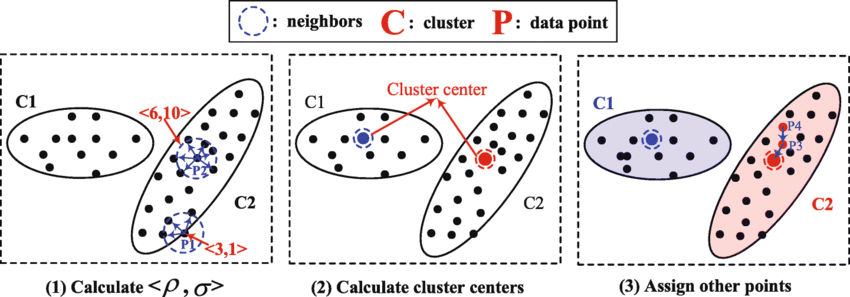 : neighbors C : cluster P : data point
C1
<6,10>
P2
C2
P1
<3,1>
(1) Calculate <ρ, σ>
Cluster center
C1
C2
(2) Calculate cluster centers
C1
P4
P3
C2
(3) Assign other points